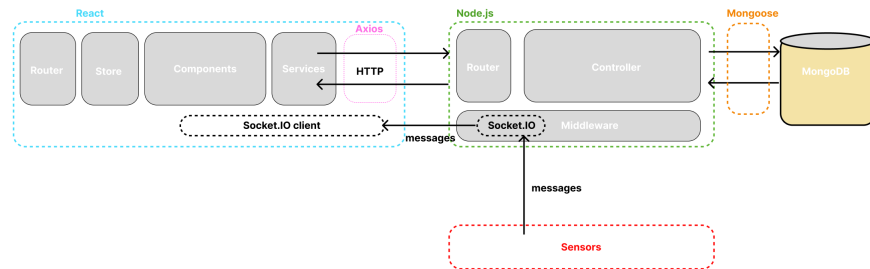 React
Node.js
Mongoose
Axios
Router
Store
Components
Services
HTTP
Router
Controller
MongoDB
Socket.IO client
messages
Socket.IO
Middleware
messages
Sensors